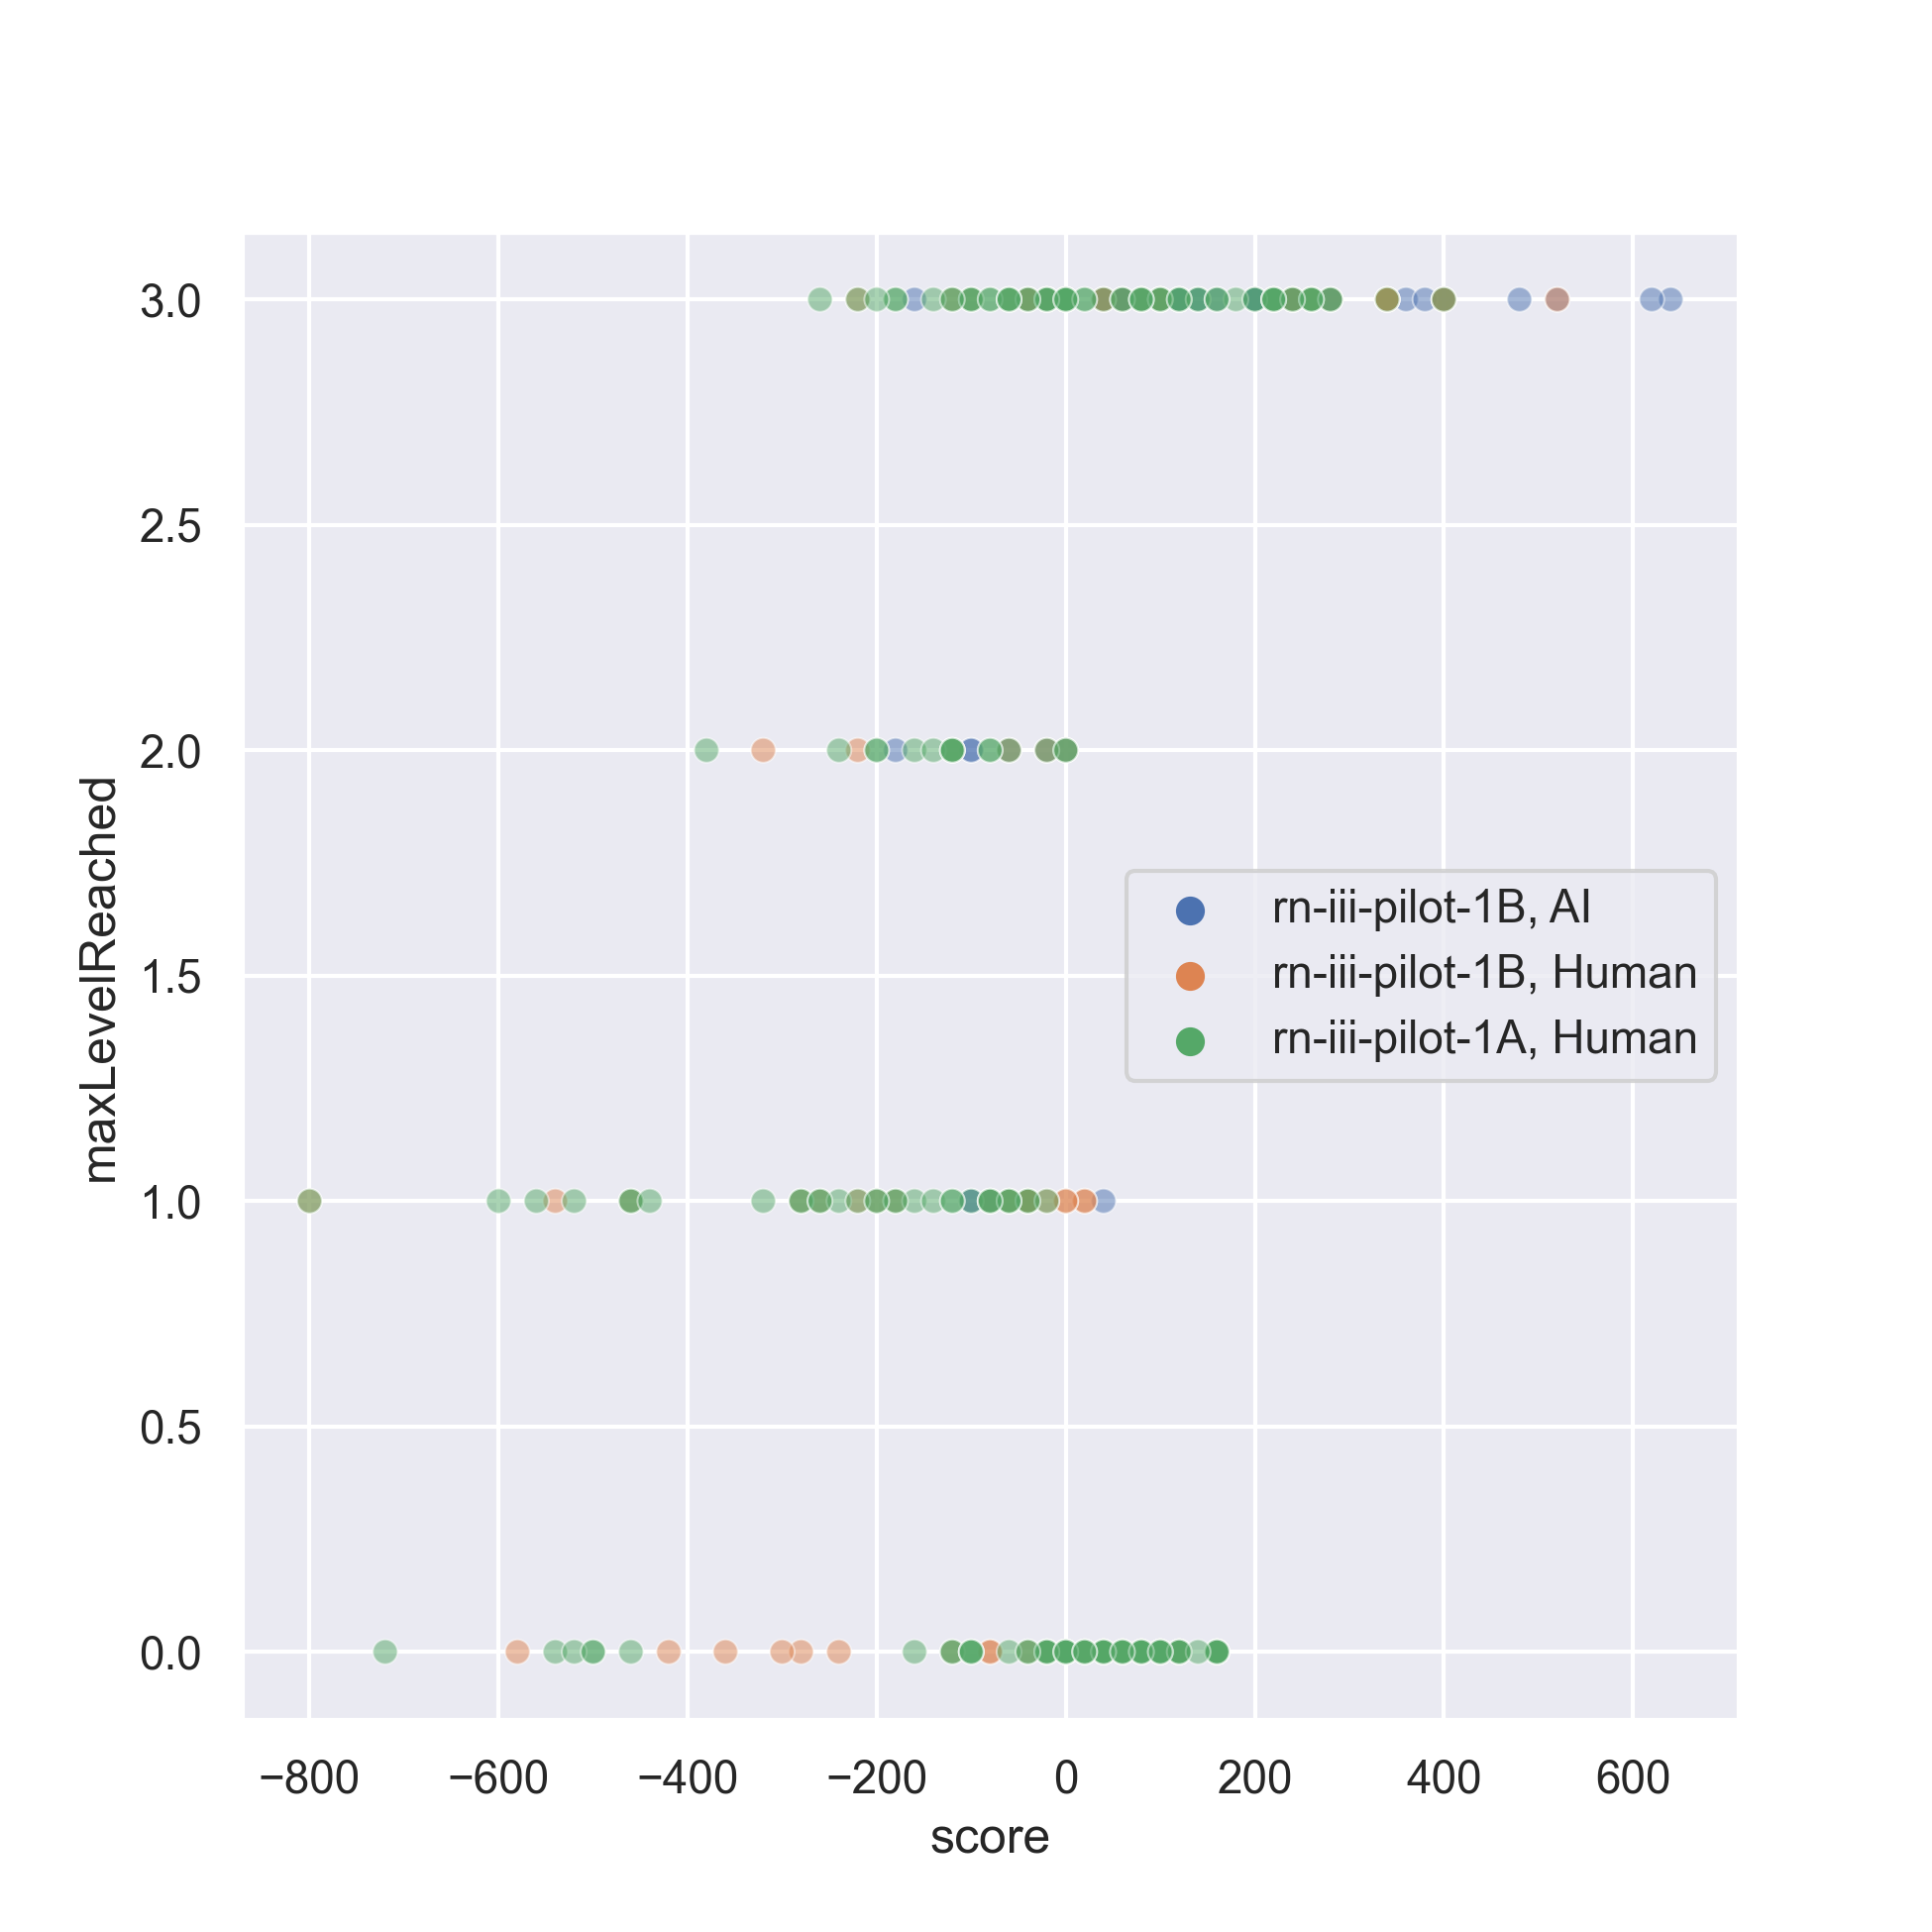 3.0
2.5
2.0
1.5
1.0
0.5
0.0
maxLevelReached
rn-iii-pilot-1B, AI
rn-iii-pilot-1B, Human
rn-iii-pilot-1A, Human
−800 −600 −400 −200 0 200 400 600
score